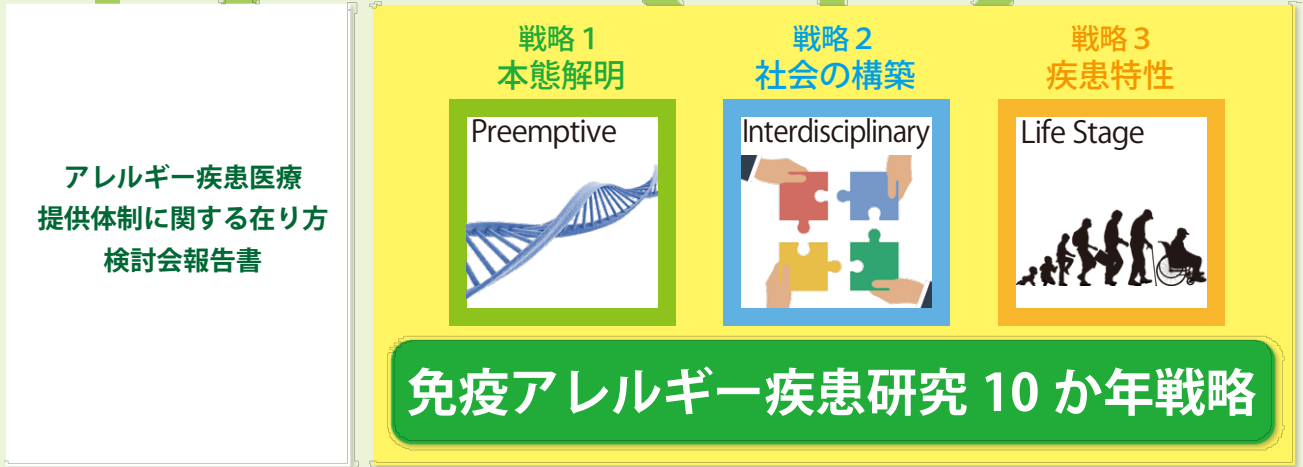 アレルギー疾患医療
提供体制に関する在り方
検討会報告書
戦略1
本態解明
Preemptive
戦略2
社会の構築
Interdisciplinary
戦略3
疾患特性
Life Stage
免疫アレルギー疾患研究 10 か年戦略